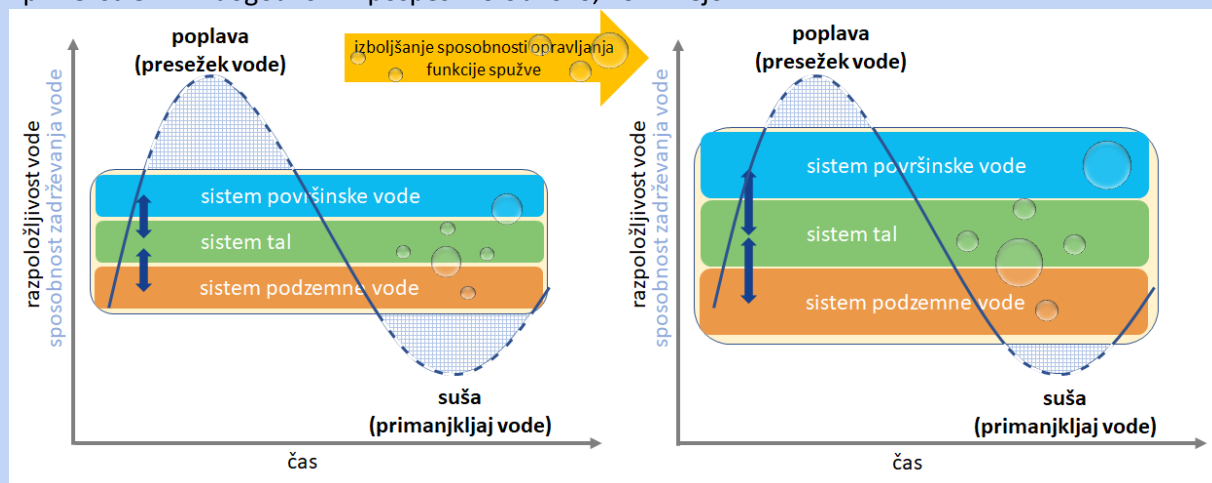 poplava
(presežek vode)
razpoložljivost vode
sposobnost zadrževanja vode
sistem površinske vode
sistem tal
sistem podzemne vode
suša
(primanjkljaj vode)
čas
izboljšanje sposobnosti opravljanja
funkcije spužve
poplava
(presežek vode)
razpoložljivost vode
sposobnost zadrževanja vode
sistem površinske vode
sistem tal
sistem podzemne vode
suša
(primanjkljaj vode)
čas